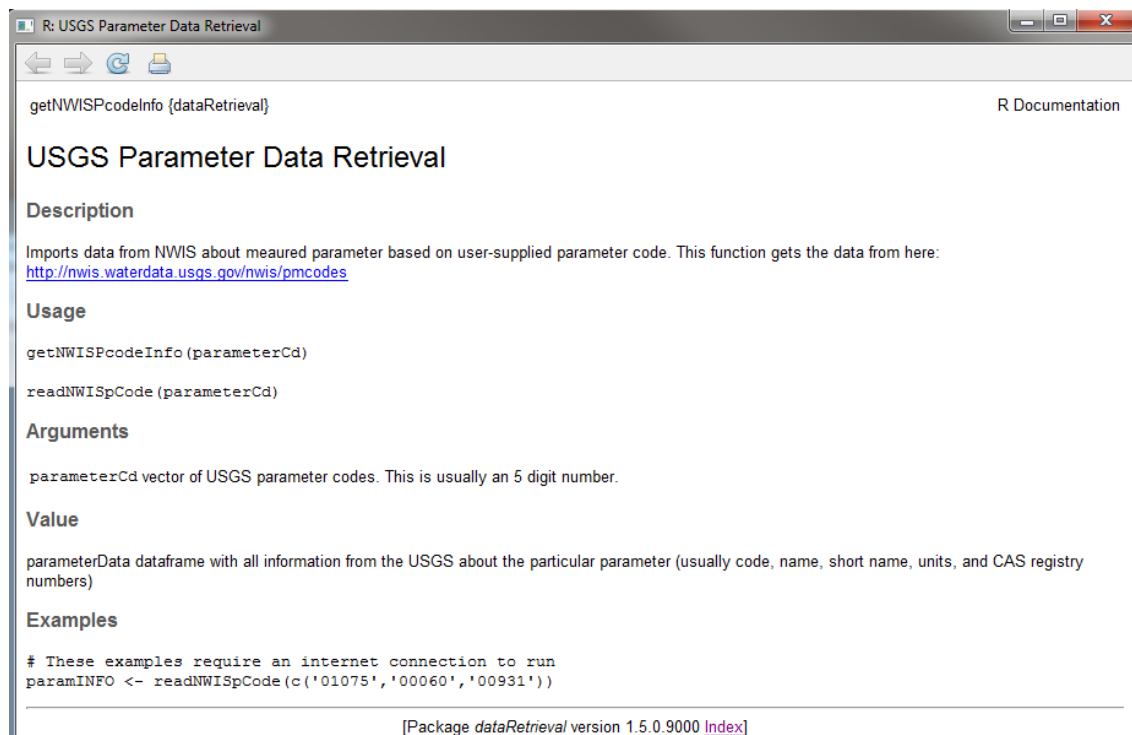 R: USGS Parameter Data Retrieval
getNWISPcodeInfo {dataRetrieval} R Documentation
USGS Parameter Data Retrieval
Description
Imports data from NWIS about meaured parameter based on user-supplied parameter code. This function gets the data from here:
http://nwis.waterdata.usgs.gov/nwis/pmcodes
Usage
getNWISPcodeInfo(parameterCd)
readNWISpCode(parameterCd)
Arguments
parameterCd vector of USGS parameter codes. This is usually an 5 digit number.
Value
parameterData dataframe with all information from the USGS about the particular parameter (usually code, name, short name, units, and CAS registry
numbers)
Examples
# These examples require an internet connection to run
paramINFO <- readNWISpCode(c('01075','00060','00931'))
[Package dataRetrieval version 1.5.0.9000 Index]